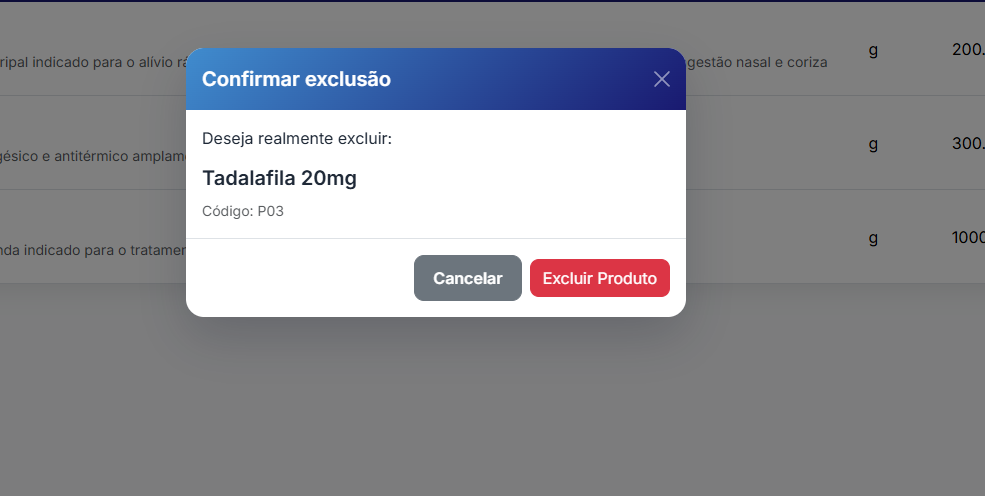 Confirmar exclusão
ripal indicado para o alívio rá
gestão nasal e coriza
g
200.
Deseja realmente excluir:
gésico e antitérmico amplam
g
300.
Tadalafila 20mg
Código: P03
nda indicado para o tratamen
g
1000
Cancelar
Excluir Produto